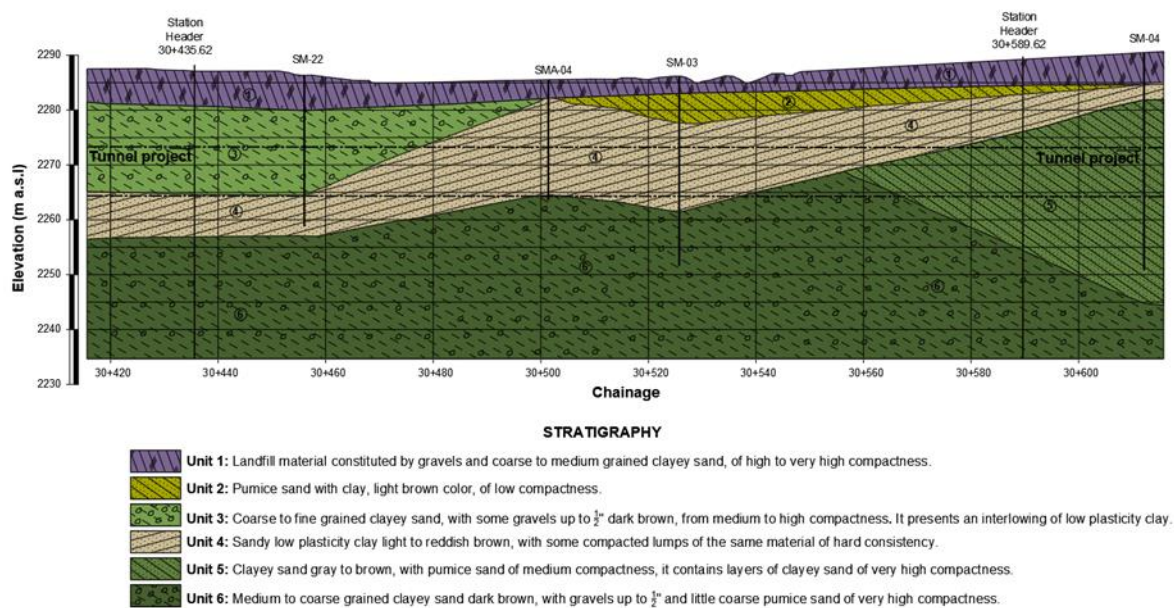 Station
Header
30+435.62
Station
Header
30+589.62
SM-22
SMA-04
SM-03
SM-04
2290
2280
2270
2260
2250
2240
2230
Elevation (m a.s.l)
1
1
2
3
4
4
4
5
6
6
6
Tunnel project
Tunnel project
30+420
30+440
30+460
30+480
30+500
30+520
30+540
30+560
30+580
30+600
Chainage
STRATIGRAPHY
Unit 1: Landfill material constituted by gravels and coarse to medium grained clayey sand, of high to very high compactness.
Unit 2: Pumice sand with clay, light brown color, of low compactness.
Unit 3: Coarse to fine grained clayey sand, with some gravels up to ½" dark brown, from medium to high compactness. It presents an interlowing of low plasticity clay.
Unit 4: Sandy low plasticity clay light to reddish brown, with some compacted lumps of the same material of hard consistency.
Unit 5: Clayey sand gray to brown, with pumice sand of medium compactness, it contains layers of clayey sand of very high compactness.
Unit 6: Medium to coarse grained clayey sand dark brown, with gravels up to ½" and little coarse pumice sand of very high compactness.